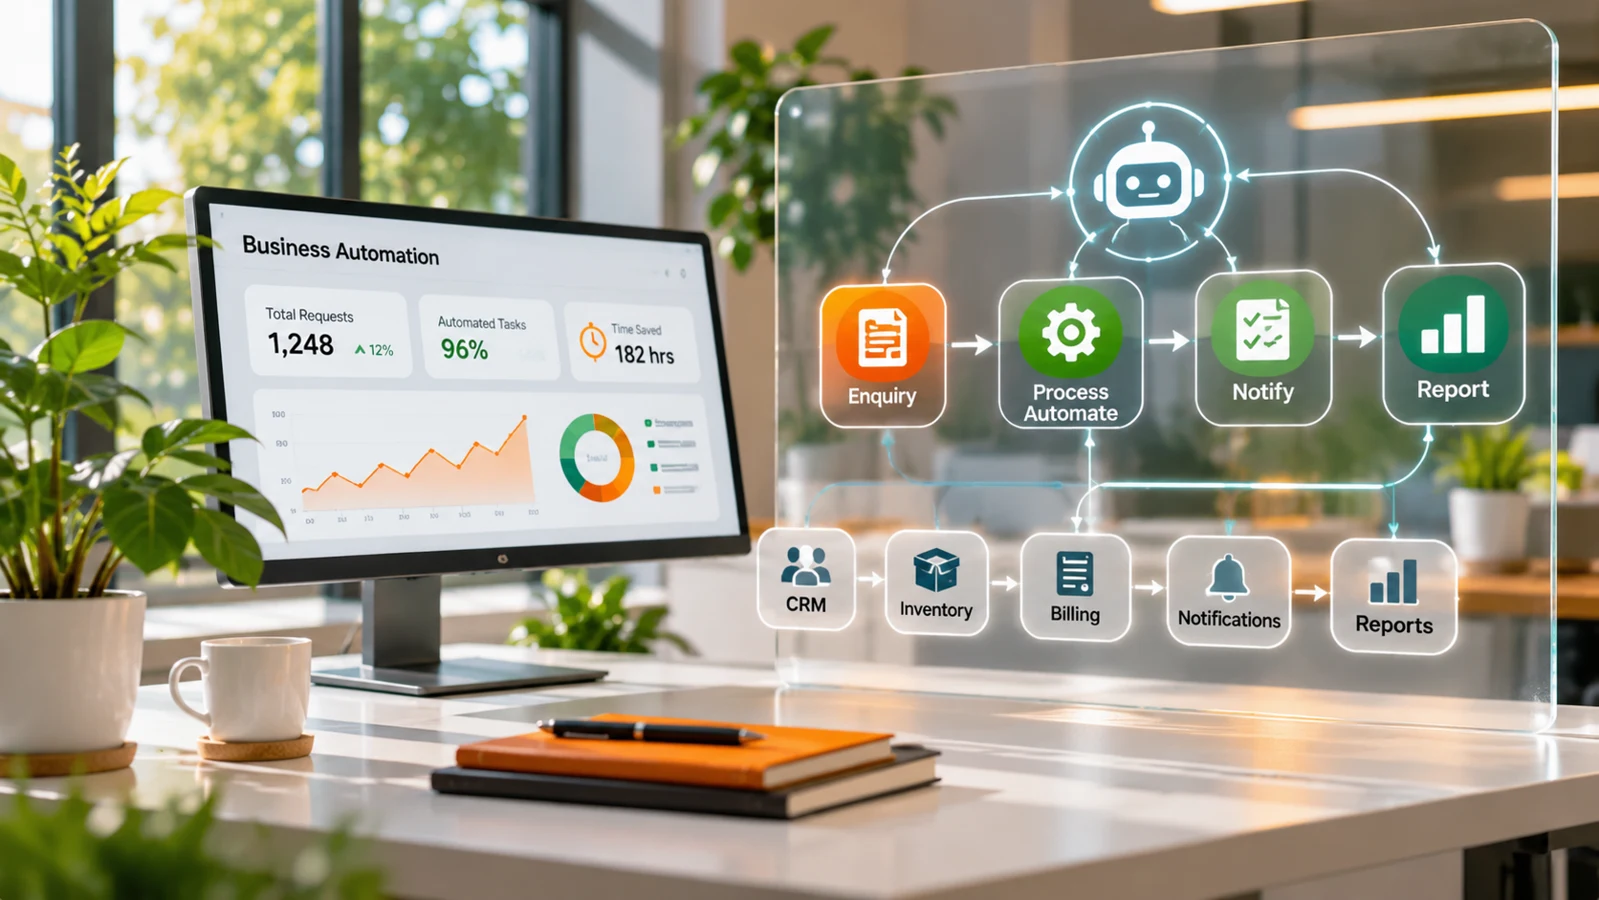 Business Automation
Total Requests
1,248
12%
Automated Tasks
96%
Time Saved
182 hrs
Enquiry
Process
Automate
Notify
Report
CRM
Inventory
Billing
Notifications
Reports